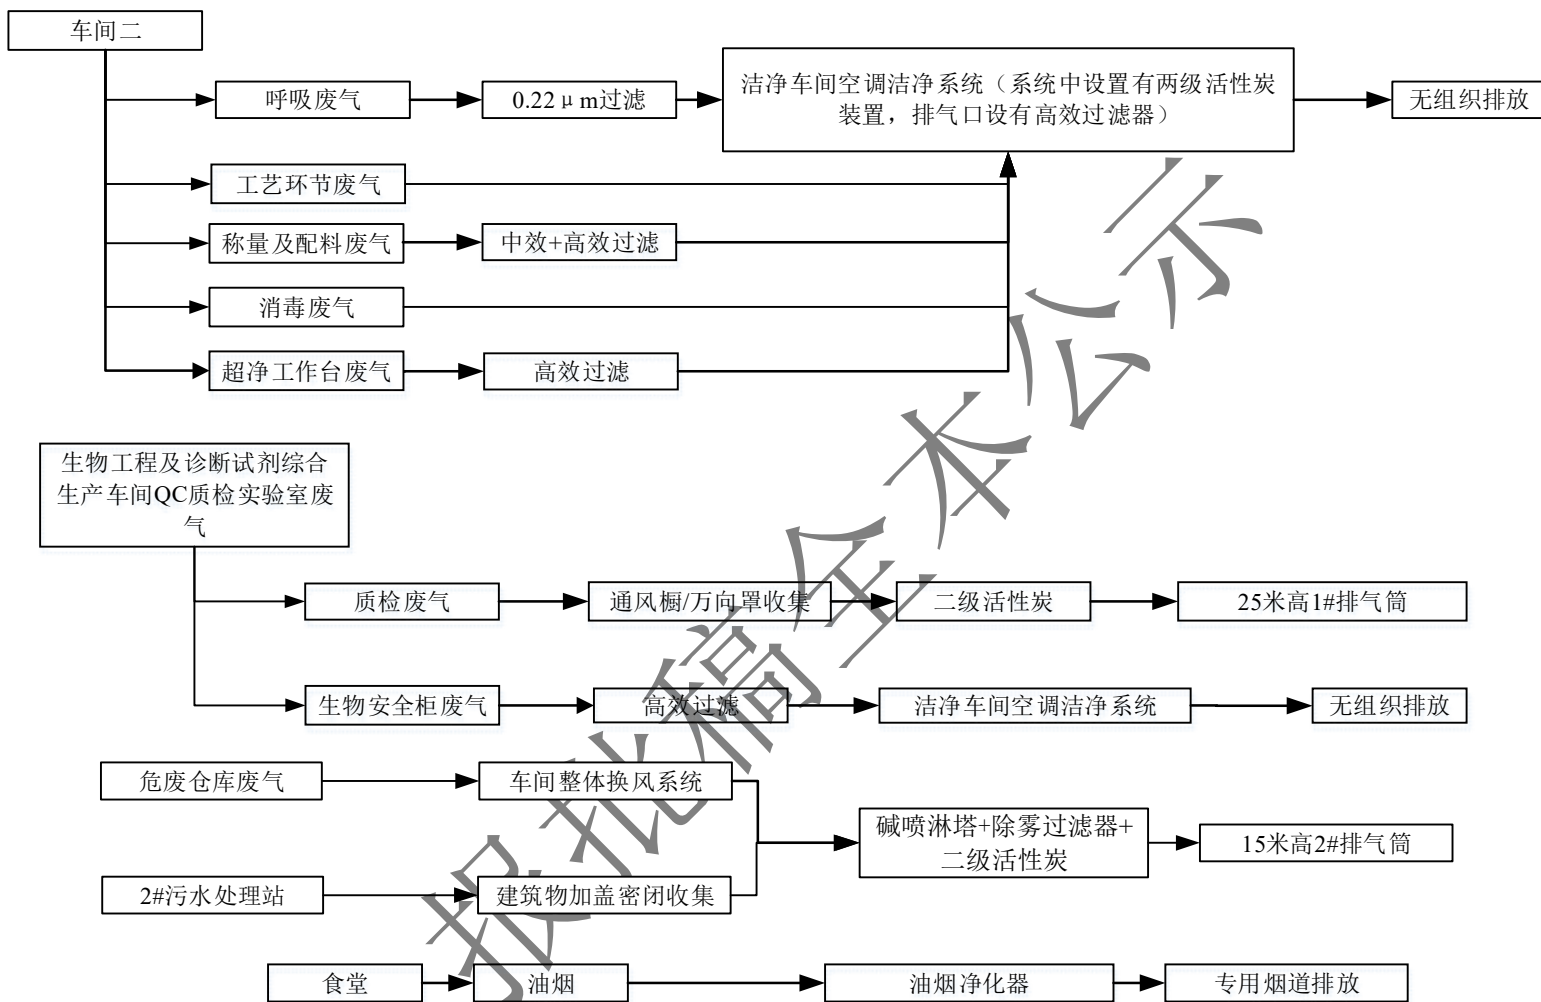 车间二
呼吸废气
0.22μm过滤
洁净车间空调洁净系统（系统中设置有两级活性炭
装置，排气口设有高效过滤器）
无组织排放
工艺环节废气
称量及配料废气
中效+高效过滤
消毒废气
超净工作台废气
高效过滤
生物工程及诊断试剂综合
生产车间QC质检实验室废
气
质检废气
通风橱/万向罩收集
二级活性炭
25米高1#排气筒
生物安全柜废气
高效过滤
洁净车间空调洁净系统
无组织排放
危废仓库废气
车间整体换风系统
碱喷淋塔+除雾过滤器+
二级活性炭
15米高2#排气筒
2#污水处理站
建筑物加盖密闭收集
食堂
油烟
油烟净化器
专用烟道排放
报批稿全本公示